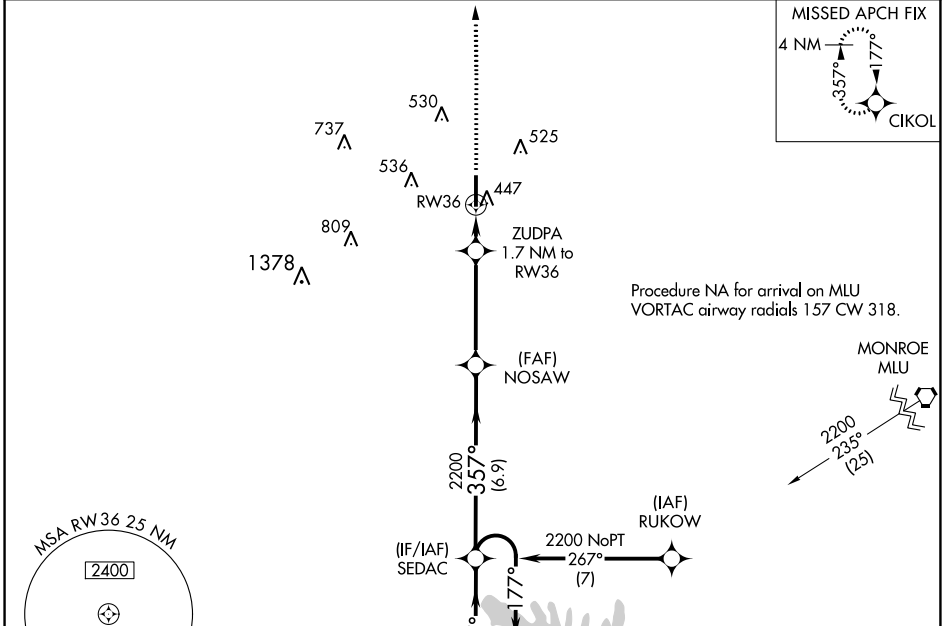 MISSED APCH FIX
4 NM
357°
177°
CIKOL
530
737
525
536
447
RW36
809
ZUDPA
1.7 NM to
RW36
1378
Procedure NA for arrival on MLU
VORTAC airway radials 157 CW 318.
(FAF)
NOSAW
MONROE
MLU
2200
235°
(25)
2200
357°
(6.9)
(IAF)
RUKOW
(IF/IAF)
SEDAC
2200 NoPT
267°
(7)
177°
MSA RW36 25 NM
2400